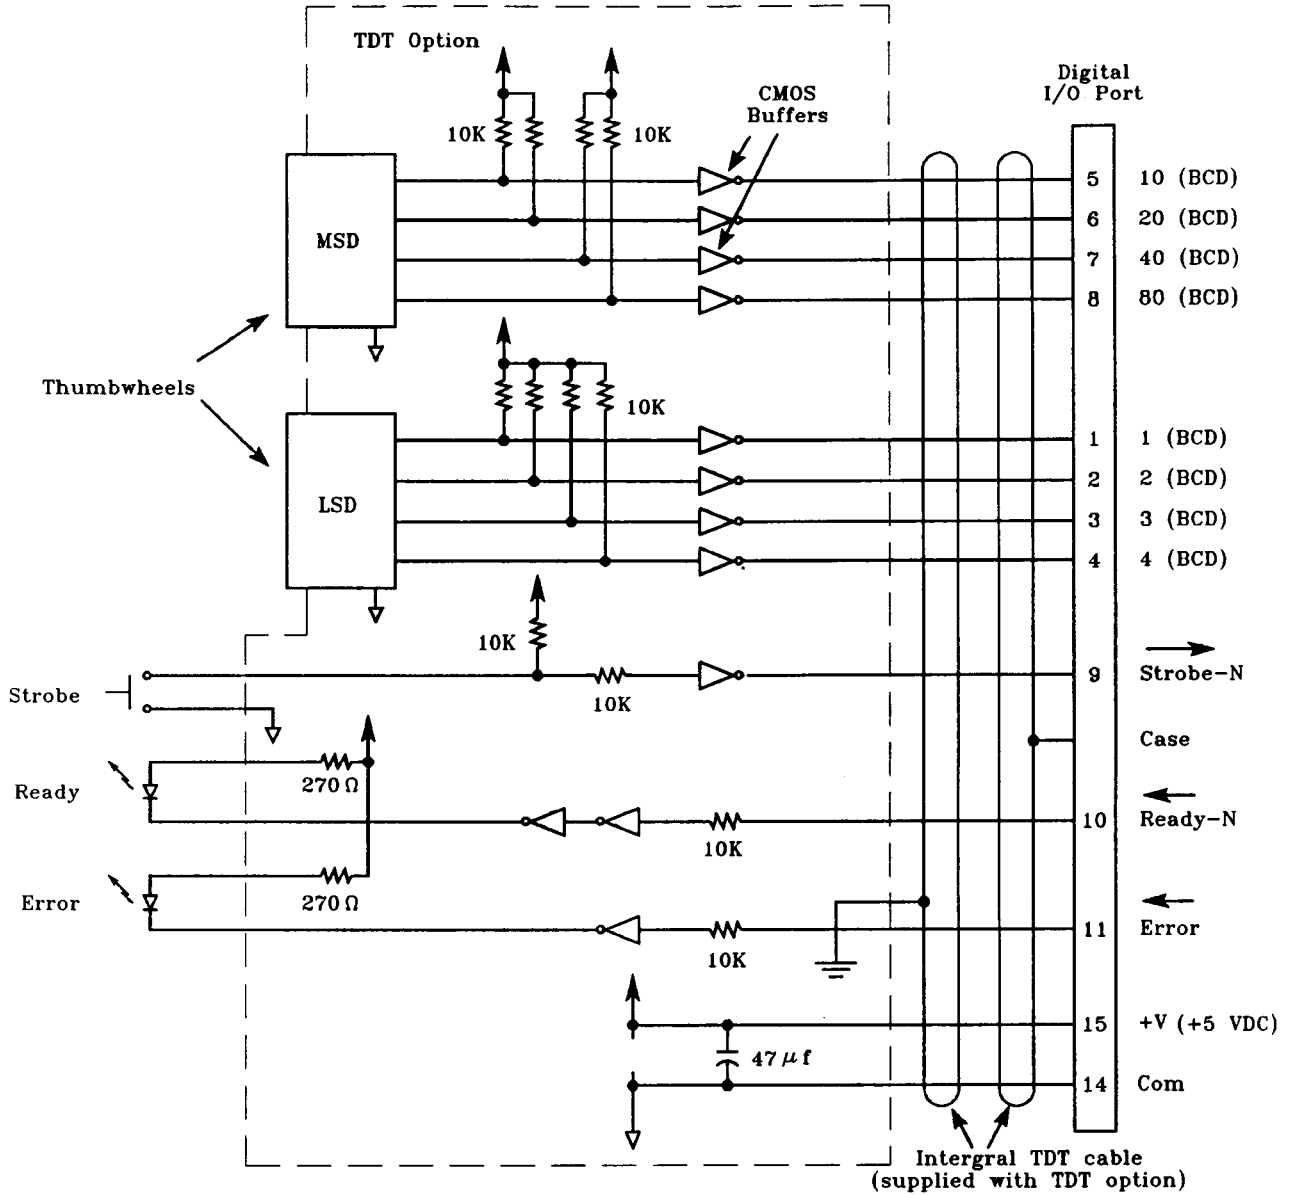 TDT Option
Digital
I/O Port
CMOS
Buffers
10K
10K
5
10 (BCD)
6
20 (BCD)
MSD
7
40 (BCD)
8
80 (BCD)
Thumbwheels
10K
1
1 (BCD)
2
2 (BCD)
LSD
3
3 (BCD)
4
4 (BCD)
10K
Strobe
10K
9
Strobe-N
Case
Ready
270 Ω
10
Ready-N
10K
Error
270 Ω
11
Error
10K
15
+V (+5 VDC)
47 μf
14
Com
Intergral TDT cable
(supplied with TDT option)